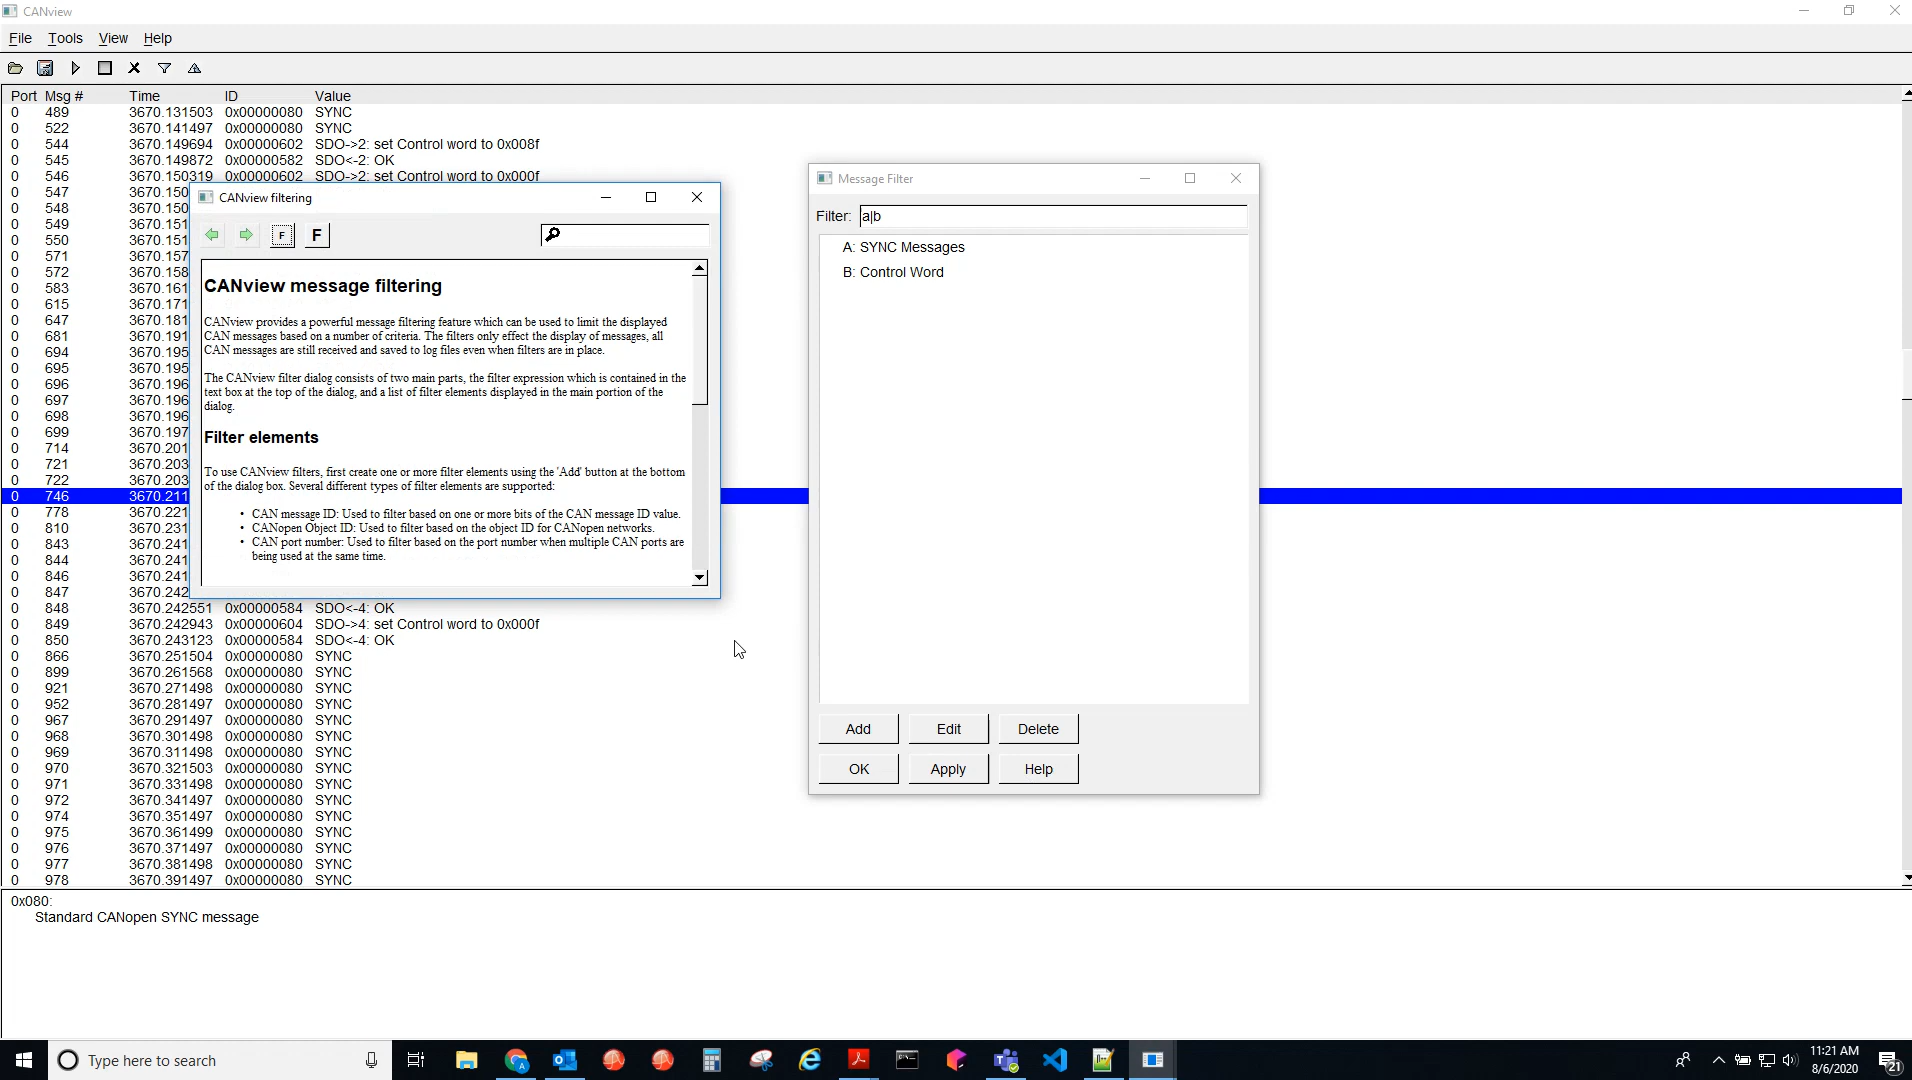 CANview
File Tools View Help
Port Msg # Time ID Value
0 489 3670.131503 0x00000080 SYNC
0 522 3670.141497 0x00000080 SYNC
0 544 3670.149694 0x00000602 SDO->2: set Control word to 0x008f
0 545 3670.149872 0x00000582 SDO<-2: OK
0 546 3670.150319 0x00000602 SDO->2: set Control word to 0x000f
0 547 3670.150
0 548 3670.150
0 549 3670.151
0 550 3670.151
0 571 3670.157
0 572 3670.158
0 583 3670.161
0 615 3670.171
0 647 3670.181
0 681 3670.191
0 694 3670.195
0 695 3670.195
0 696 3670.196
0 697 3670.196
0 698 3670.196
0 699 3670.197
0 714 3670.201
0 721 3670.203
0 722 3670.203
0 746 3670.211
0 778 3670.221
0 810 3670.231
0 843 3670.241
0 844 3670.241
0 846 3670.241
0 847 3670.242
0 848 3670.242551 0x00000584 SDO<-4: OK
0 849 3670.242943 0x00000604 SDO->4: set Control word to 0x000f
0 850 3670.243123 0x00000584 SDO<-4: OK
0 866 3670.251504 0x00000080 SYNC
0 899 3670.261568 0x00000080 SYNC
0 921 3670.271498 0x00000080 SYNC
0 952 3670.281497 0x00000080 SYNC
0 967 3670.291497 0x00000080 SYNC
0 968 3670.301498 0x00000080 SYNC
0 969 3670.311498 0x00000080 SYNC
0 970 3670.321503 0x00000080 SYNC
0 971 3670.331498 0x00000080 SYNC
0 972 3670.341497 0x00000080 SYNC
0 974 3670.351497 0x00000080 SYNC
0 975 3670.361499 0x00000080 SYNC
0 976 3670.371497 0x00000080 SYNC
0 977 3670.381498 0x00000080 SYNC
0 978 3670.391497 0x00000080 SYNC
CANview filtering
F F
CANview message filtering
CANview provides a powerful message filtering feature which can be used to limit the displayed
CAN messages based on a number of criteria. The filters only effect the display of messages, all
CAN messages are still received and saved to log files even when filters are in place.
The CANview filter dialog consists of two main parts, the filter expression which is contained in the
text box at the top of the dialog, and a list of filter elements displayed in the main portion of the
dialog.
Filter elements
To use CANview filters, first create one or more filter elements using the 'Add' button at the bottom
of the dialog box. Several different types of filter elements are supported:
• CAN message ID: Used to filter based on one or more bits of the CAN message ID value.
• CANopen Object ID: Used to filter based on the object ID for CANopen networks.
• CAN port number: Used to filter based on the port number when multiple CAN ports are
being used at the same time.
Message Filter
Filter: a|b
A: SYNC Messages
B: Control Word
Add Edit Delete
OK Apply Help
0x080:
Standard CANopen SYNC message
Type here to search
11:21 AM
8/6/2020
21